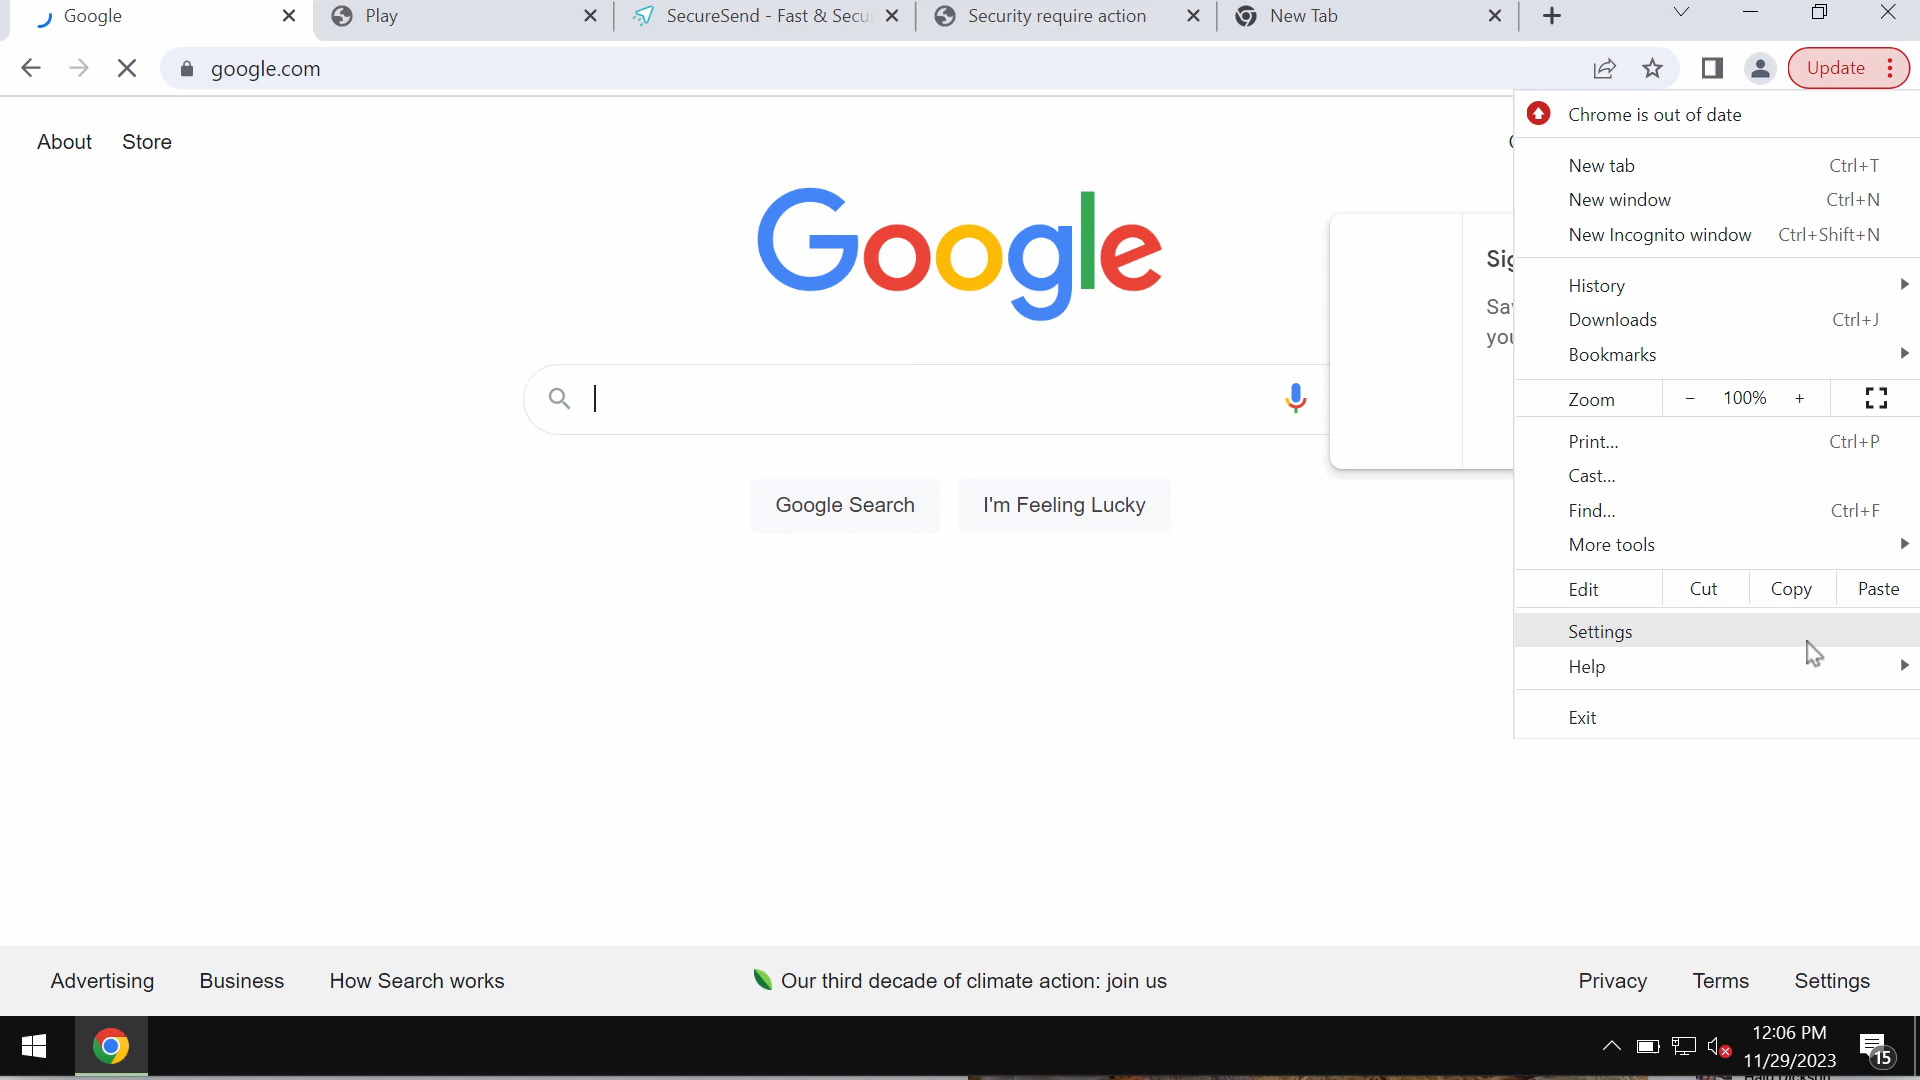 Google
Play
SecureSend - Fast & Secu
Security require action
New Tab
google.com
Update
About
Store
Google
Sig
Sav
you
Google Search
I'm Feeling Lucky
Chrome is out of date
New tab Ctrl+T
New window Ctrl+N
New Incognito window Ctrl+Shift+N
History
Downloads Ctrl+J
Bookmarks
Zoom - 100% +
Print... Ctrl+P
Cast...
Find... Ctrl+F
More tools
Edit Cut Copy Paste
Settings
Help
Exit
Advertising Business How Search works
Our third decade of climate action: join us
Privacy Terms Settings
12:06 PM
11/29/2023
15